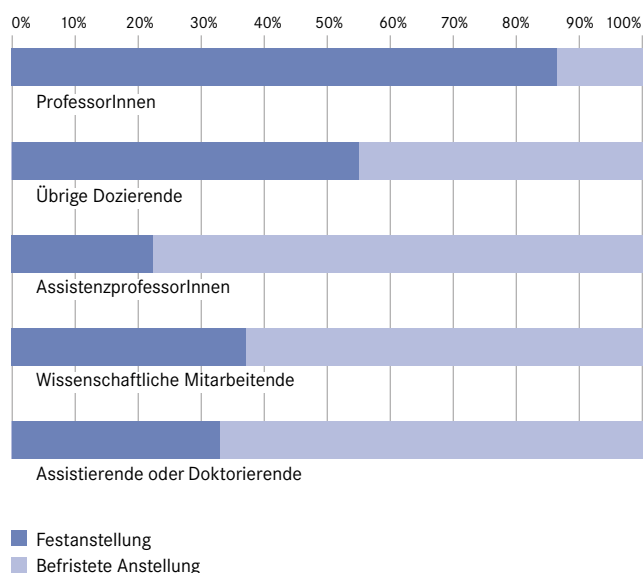 0% 10% 20% 30% 40% 50% 60% 70% 80% 90% 100%
ProfessorInnen
Übrige Dozierende
AssistenzprofessorInnen
Wissenschaftliche Mitarbeitende
Assistierende oder Doktorierende
Festanstellung
Befristete Anstellung